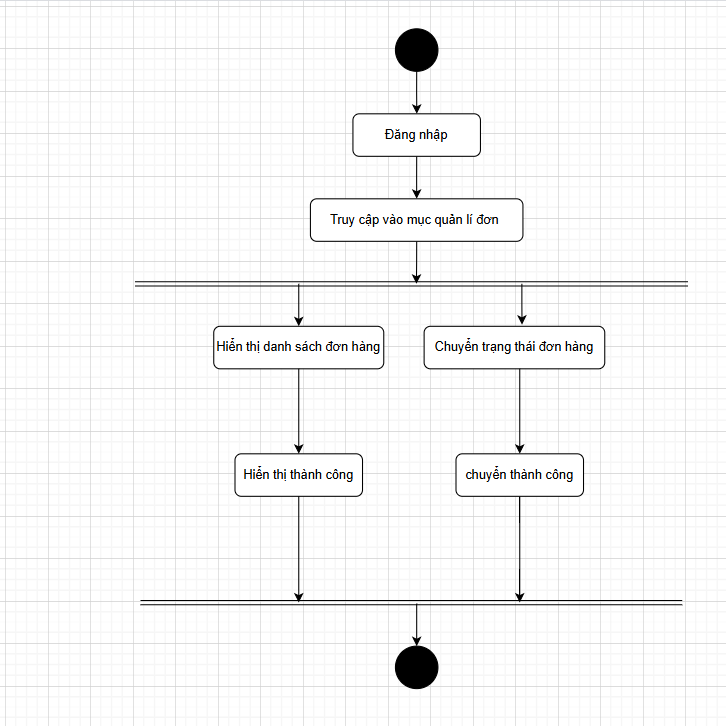 Đăng nhập
Truy cập vào mục quản lí đơn
Hiển thị danh sách đơn hàng
Chuyển trạng thái đơn hàng
Hiển thị thành công
chuyển thành công